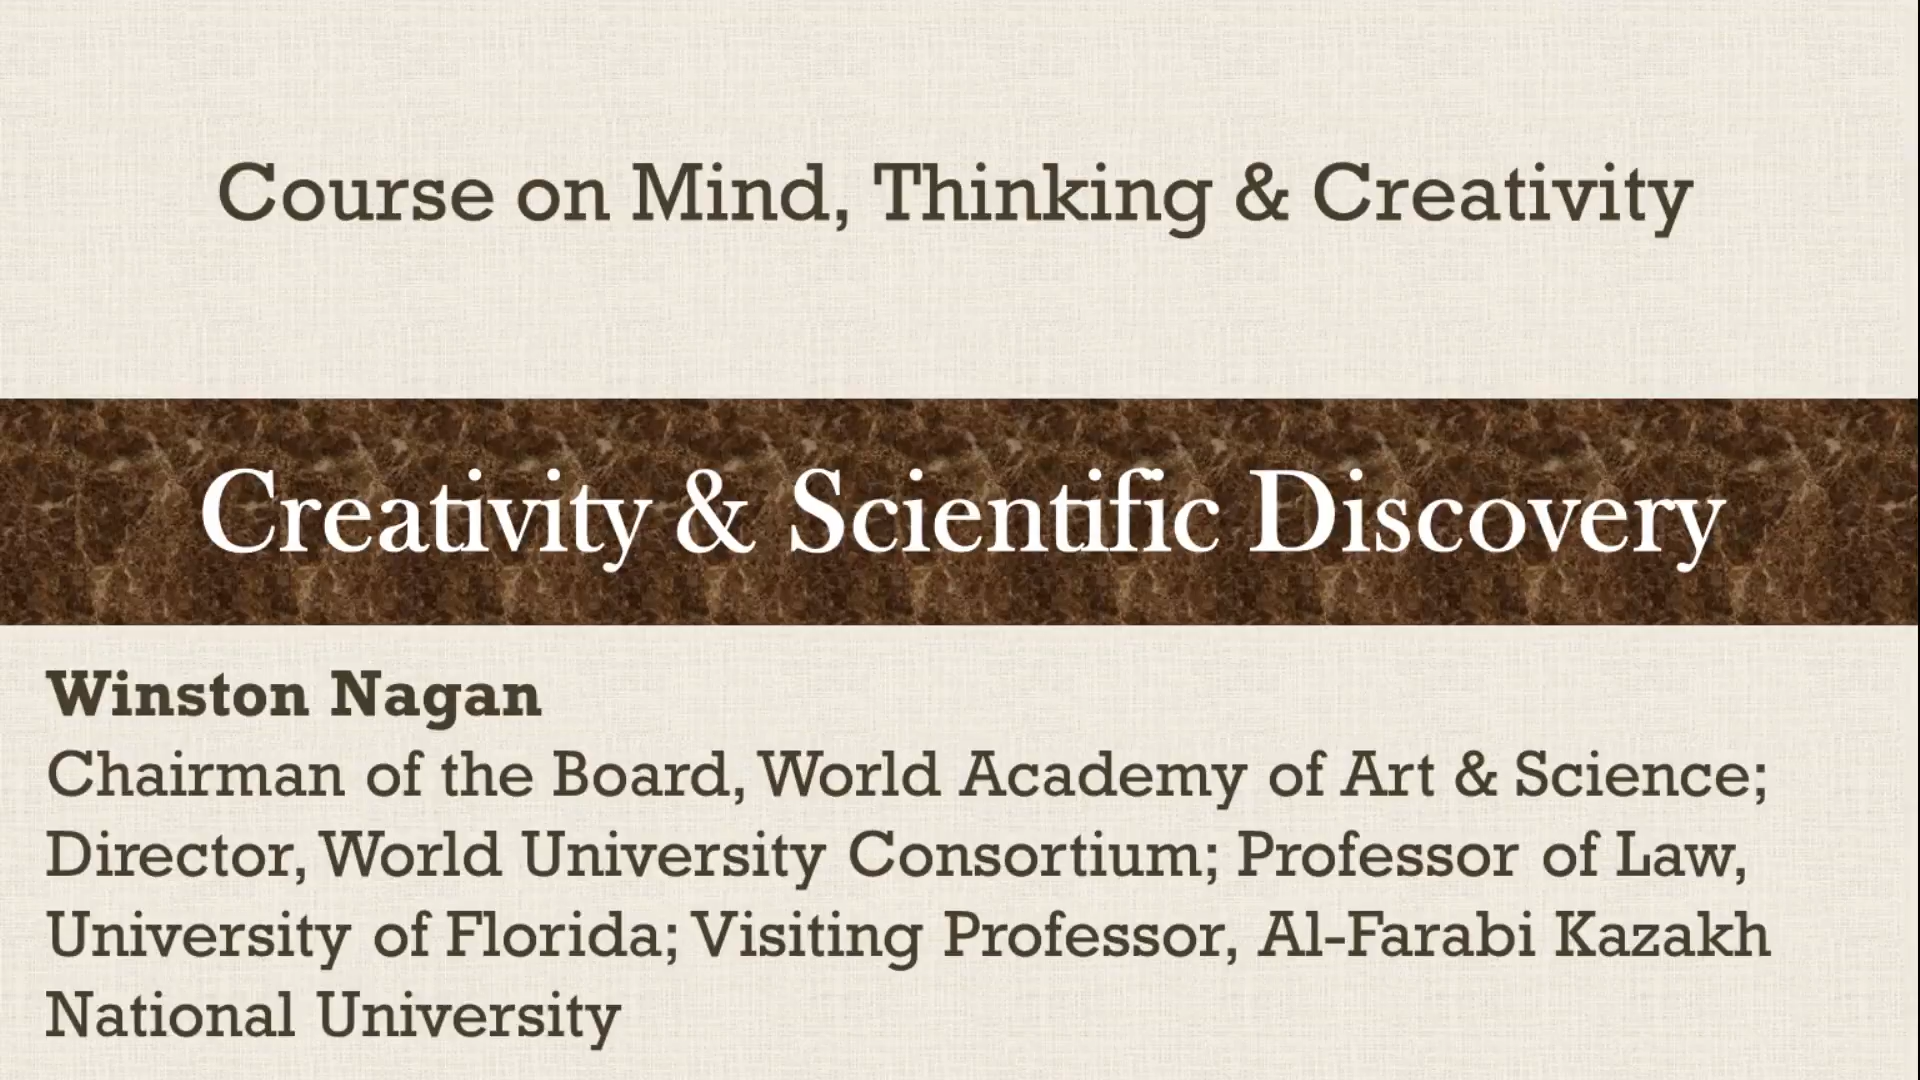 Course on Mind, Thinking & Creativity
Creativity & Scientific Discovery
Winston Nagan
Chairman of the Board, World Academy of Art & Science;
Director, World University Consortium; Professor of Law,
University of Florida; Visiting Professor, Al-Farabi Kazakh
National University